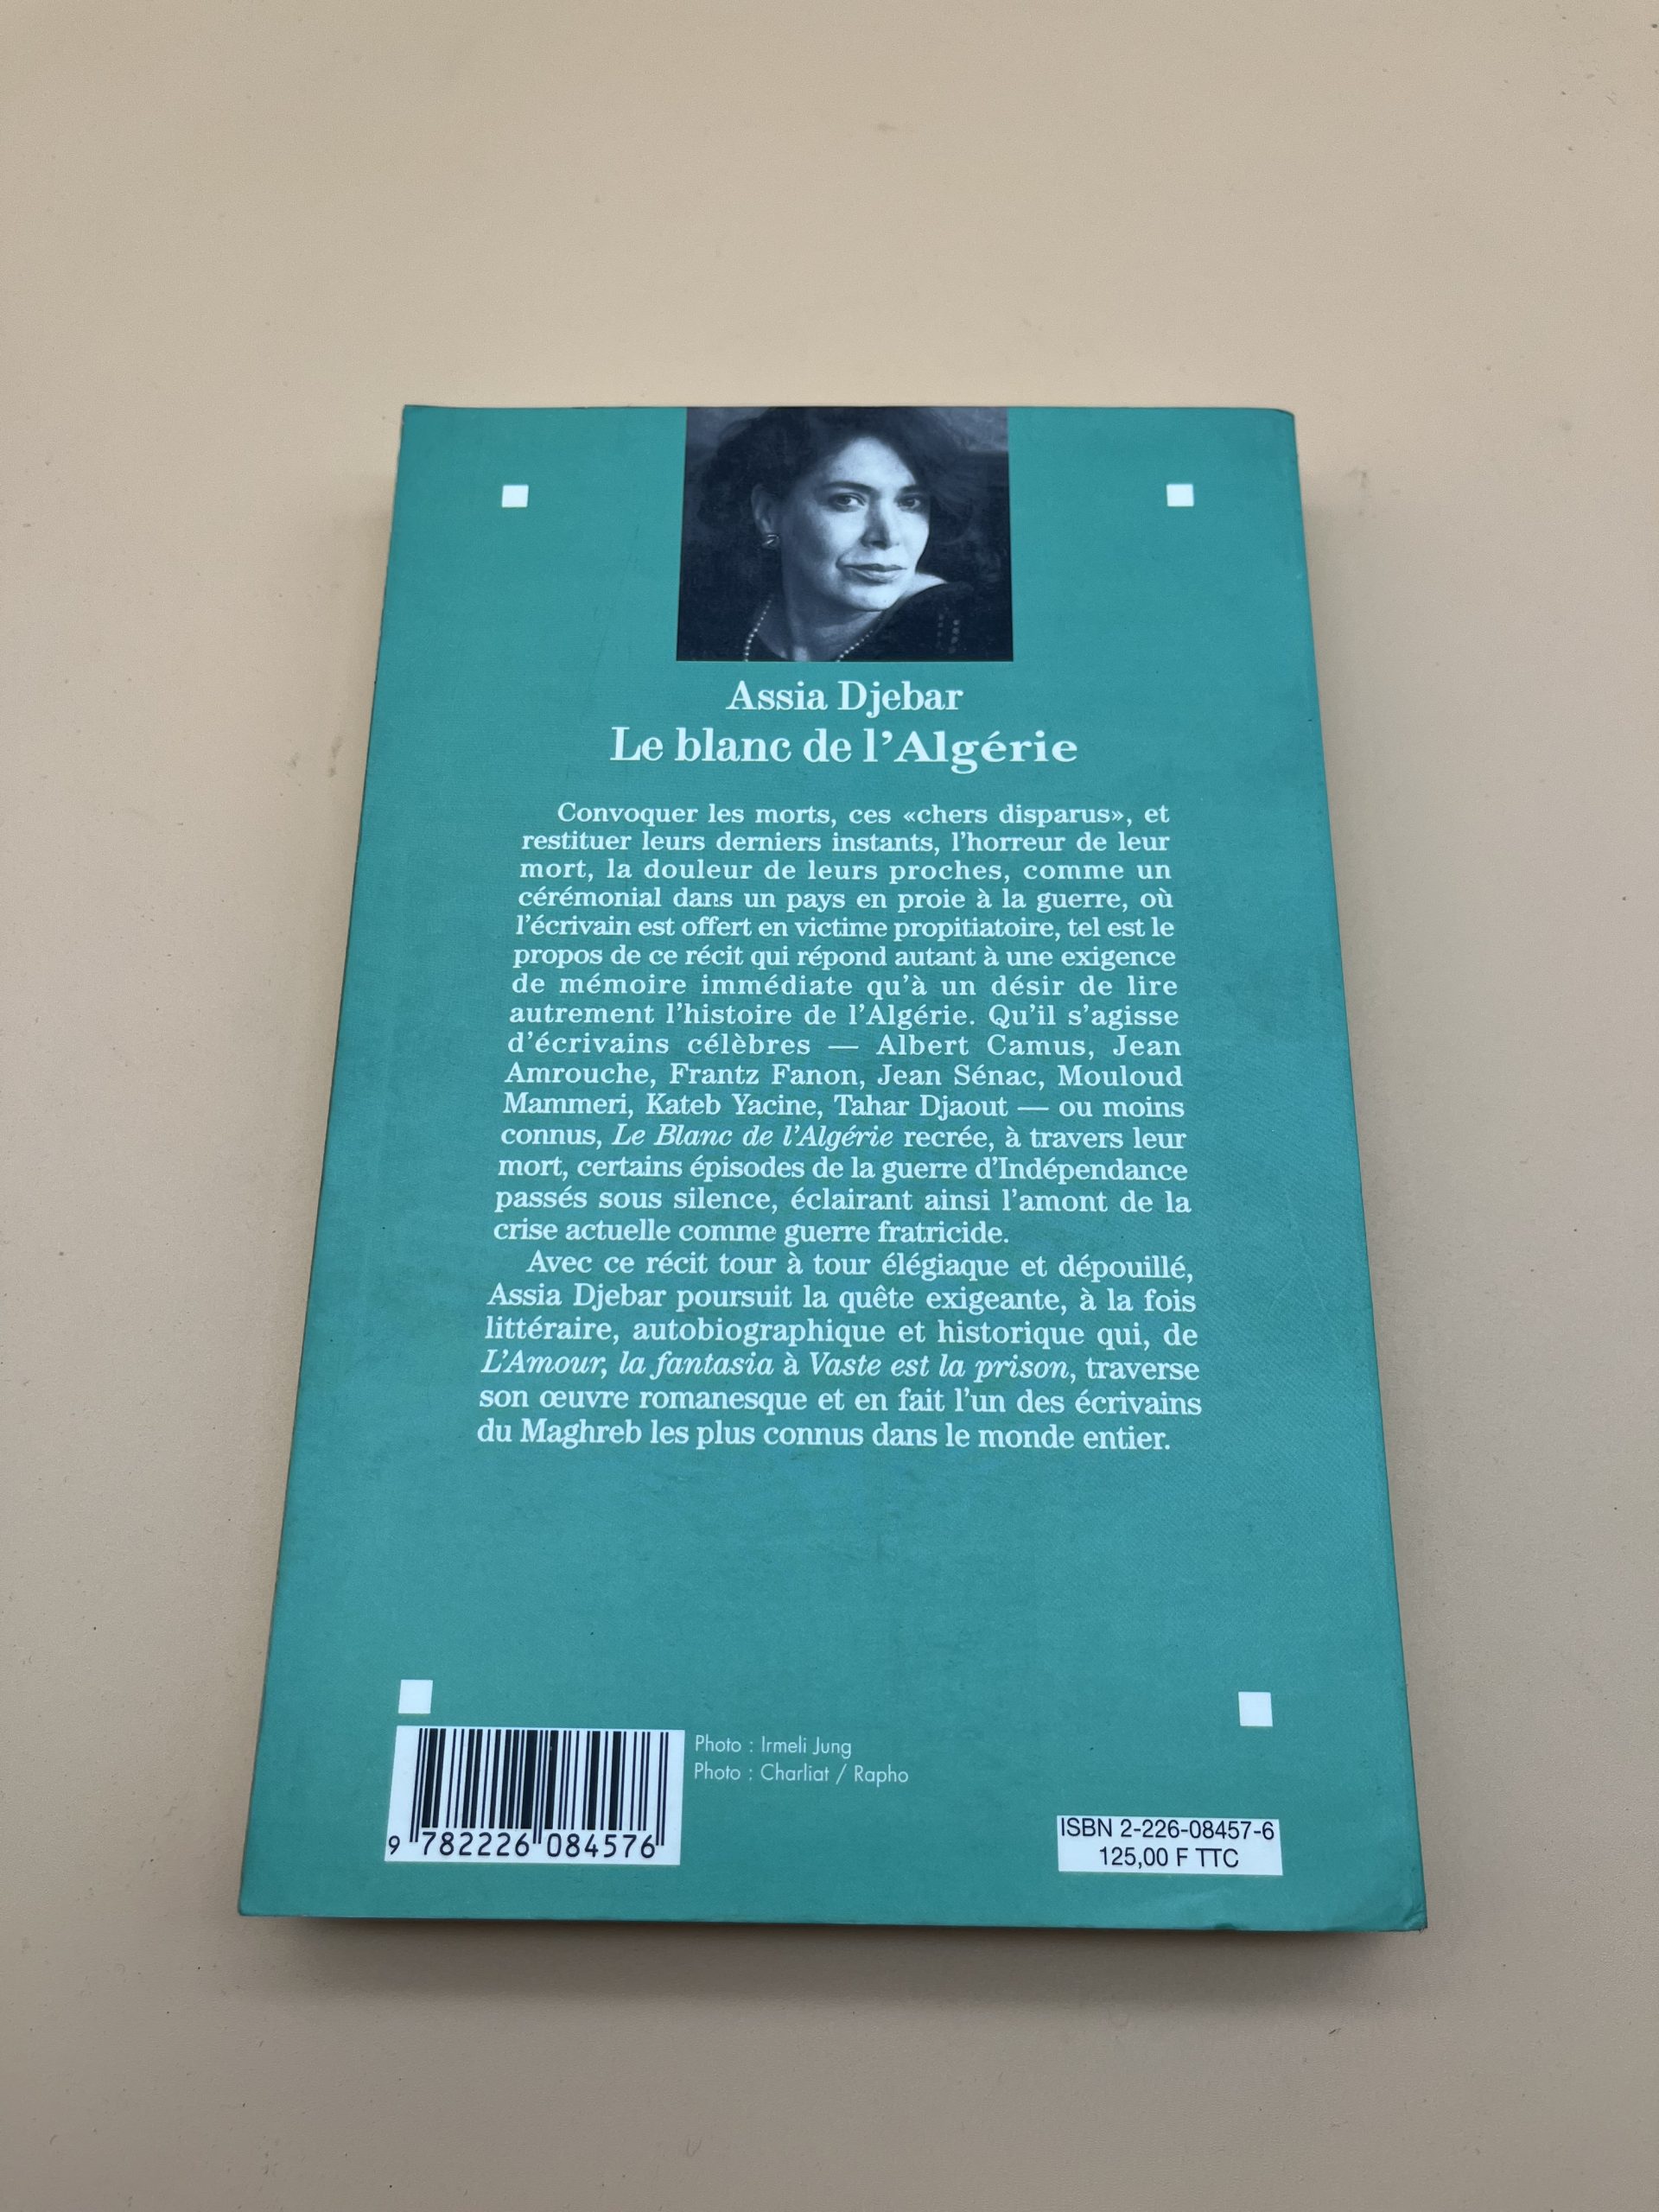 Assia Djebar
Le blanc de l’Algérie
Convoquer les morts, ces «chers disparus», et
restituer leurs derniers instants, l’horreur de leur
mort, la douleur de leurs proches, comme un
cérémonial dans un pays en proie à la guerre, où
l’écrivain est offert en victime propitiatoire, tel est le
propos de ce récit qui répond autant à une exigence
de mémoire immédiate qu’à un désir de lire
autrement l’histoire de l’Algérie. Qu’il s’agisse
d’écrivains célèbres — Albert Camus, Jean
Amrouche, Frantz Fanon, Jean Sénac, Mouloud
Mammeri, Kateb Yacine, Tahar Djaout — ou moins
connus, Le Blanc de l’Algérie recrée, à travers leur
mort, certains épisodes de la guerre d’Indépendance
passés sous silence, éclairant ainsi l’amont de la
crise actuelle comme guerre fratricide.
Avec ce récit tour à tour élégiaque et dépouillé,
Assia Djebar poursuit la quête exigeante, à la fois
littéraire, autobiographique et historique qui, de
L’Amour, la fantasia à Vaste est la prison, traverse
son œuvre romanesque et en fait l’un des écrivains
du Maghreb les plus connus dans le monde entier.
Photo : Irmeli Jung
Photo : Charliat / Rapho
9 782226 084576
ISBN 2-226-08457-6
125,00 F TTC